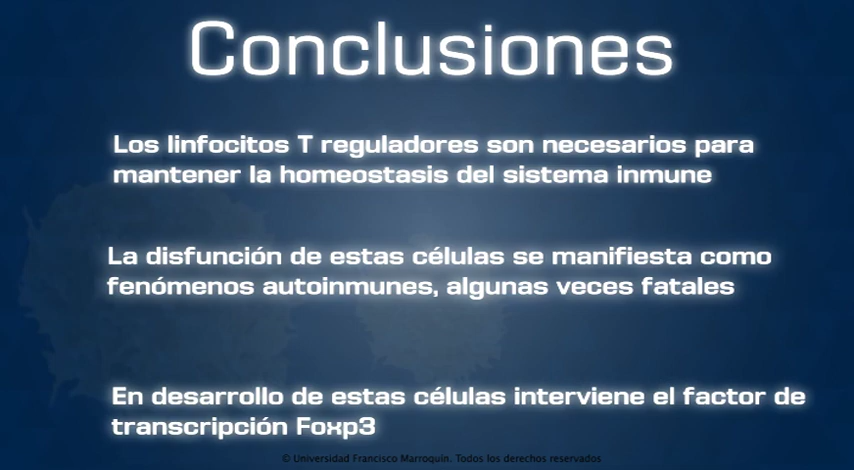 Conclusiones
Los linfocitos T reguladores son necesarios para
mantener la homeostasis del sistema inmune
La disfunción de estas células se manifiesta como
fenómenos autoinmunes, algunas veces fatales
En desarrollo de estas células interviene el factor de
transcripción Foxp3
© Universidad Francisco Marroquín. Todos los derechos reservados